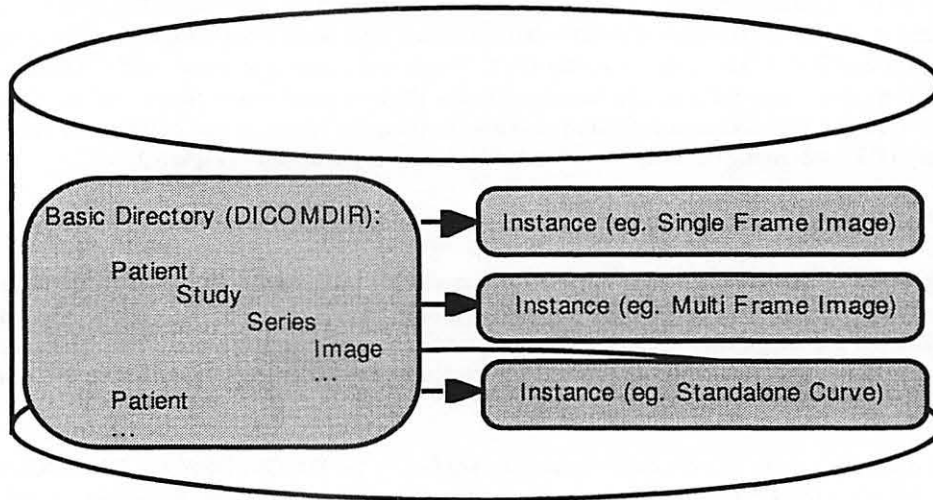 Basic Directory (DICOMDIR):
Patient
Study
Series
Image
...
Patient
...
Instance (eg. Single Frame Image)
Instance (eg. Multi Frame Image)
Instance (eg. Standalone Curve)